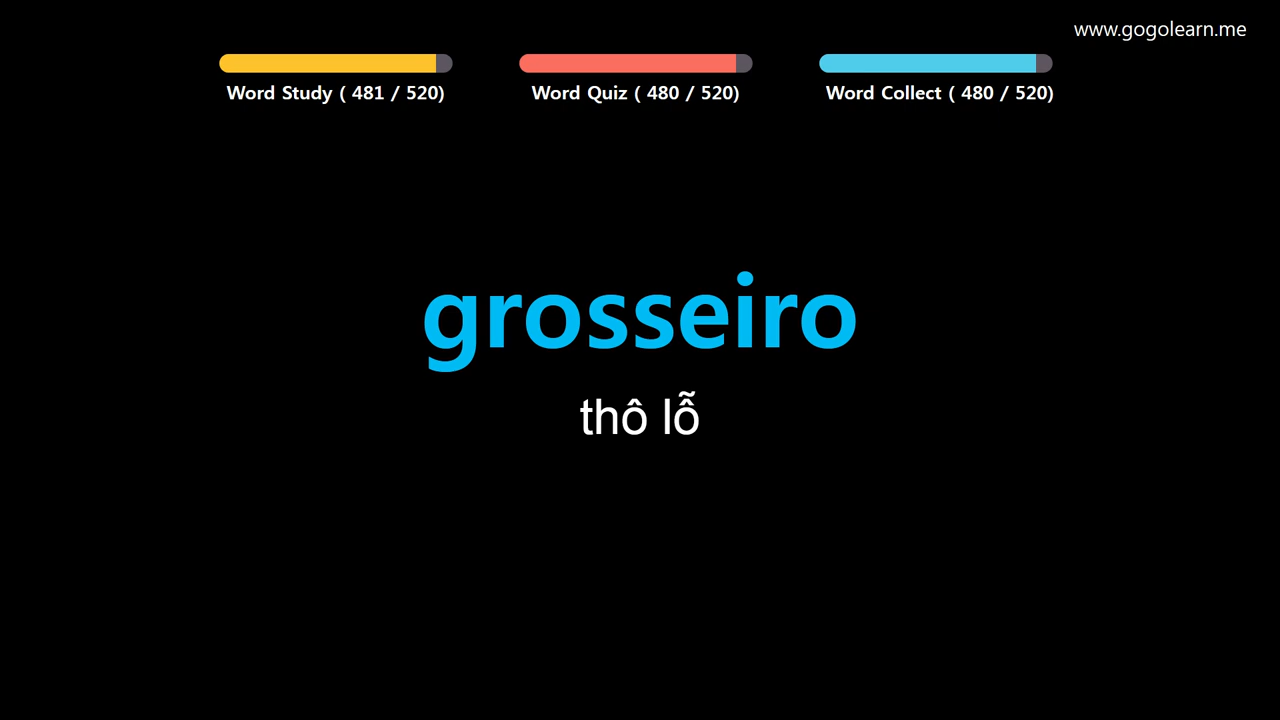 www.gogolearn.me
Word Study ( 481 / 520)
Word Quiz ( 480 / 520)
Word Collect ( 480 / 520)
grosseiro
thô lỗ